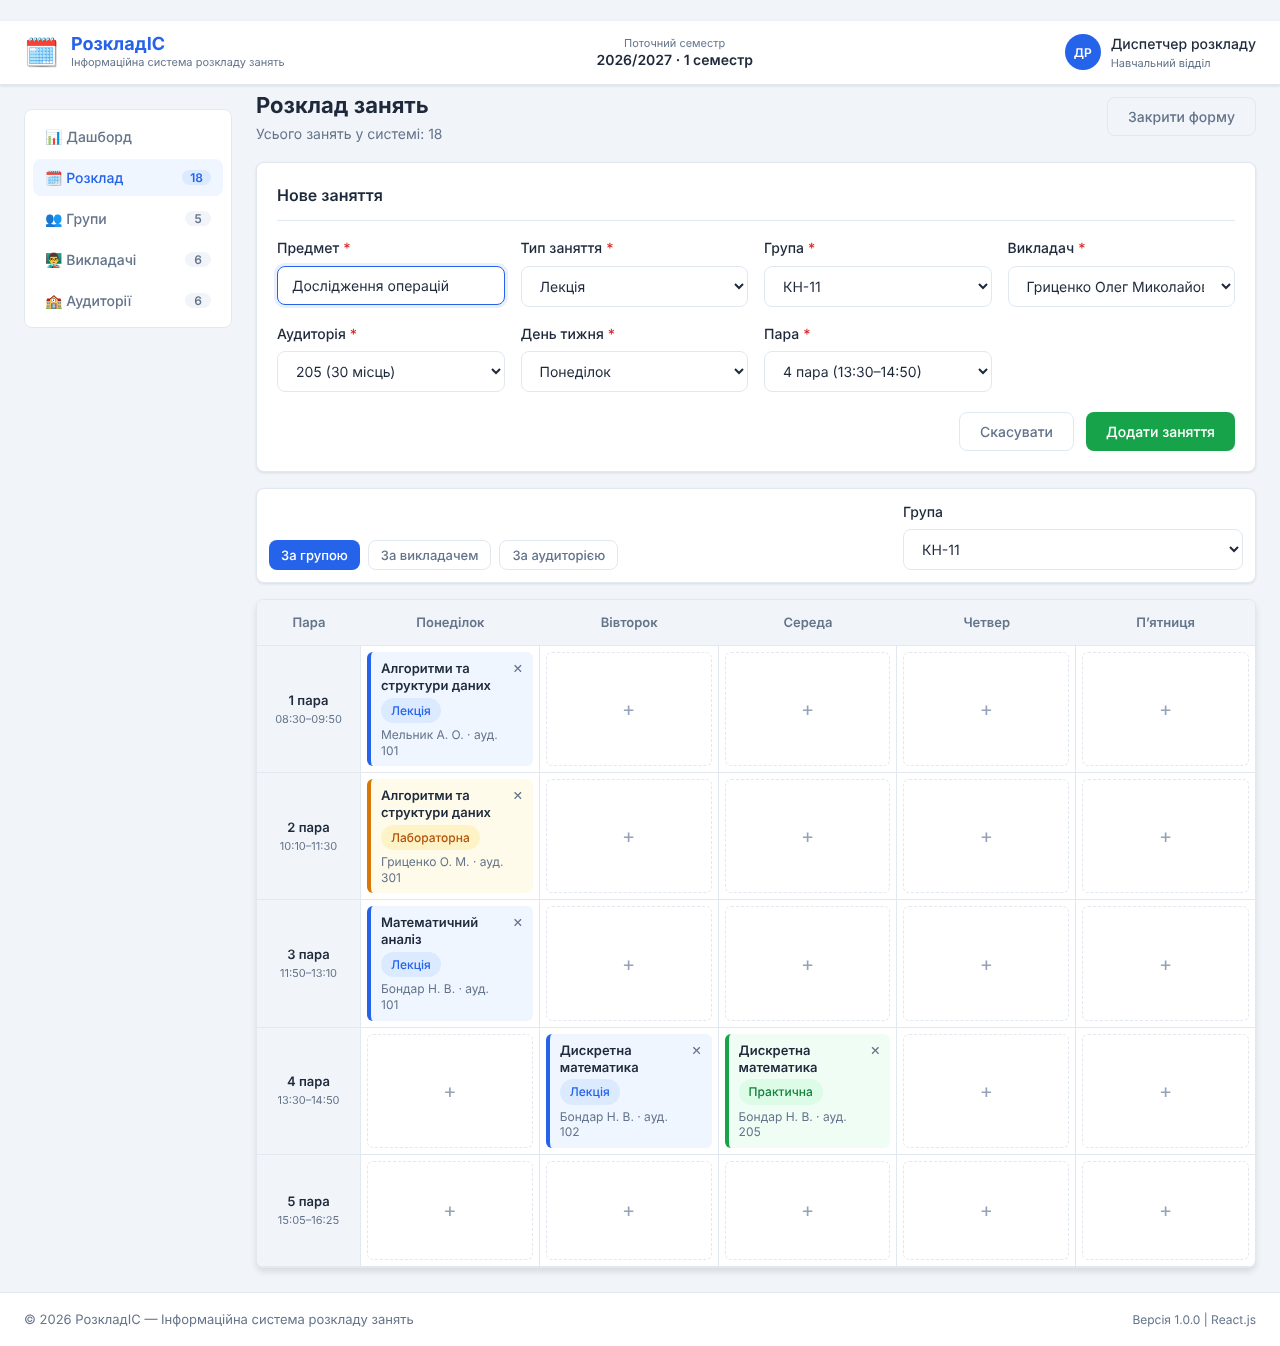 РозкладІС
Інформаційна система розкладу занять
Поточний семестр
2026/2027 · 1 семестр
ДР
Диспетчер розкладу
Навчальний відділ
Дашборд
Розклад 18
Групи 5
Викладачі 6
Аудиторії 6
Розклад занять
Усього занять у системі: 18
Закрити форму
Нове заняття
Предмет * Тип заняття * Група * Викладач *
Дослідження операцій Лекція КН-11 Гриценко Олег Миколайо
Аудиторія * День тижня * Пара *
205 (30 місць) Понеділок 4 пара (13:30–14:50)
Скасувати Додати заняття
Група
За групою За викладачем За аудиторією КН-11
Пара Понеділок Вівторок Середа Четвер П'ятниця
1 пара
08:30–09:50
Алгоритми та ×
структури даних
Лекція
Мельник А. О. · ауд.
101
+ + + +
2 пара
10:10–11:30
Алгоритми та ×
структури даних
Лабораторна
Гриценко О. М. · ауд.
301
+ + + +
3 пара
11:50–13:10
Математичний ×
аналіз
Лекція
Бондар Н. В. · ауд.
101
+ + + +
4 пара
13:30–14:50
+
Дискретна ×
математика
Лекція
Бондар Н. В. · ауд.
102
Дискретна ×
математика
Практична
Бондар Н. В. · ауд.
205
+ +
5 пара
15:05–16:25
+ + + + +
© 2026 РозкладІС — Інформаційна система розкладу занять
Версія 1.0.0 | React.js